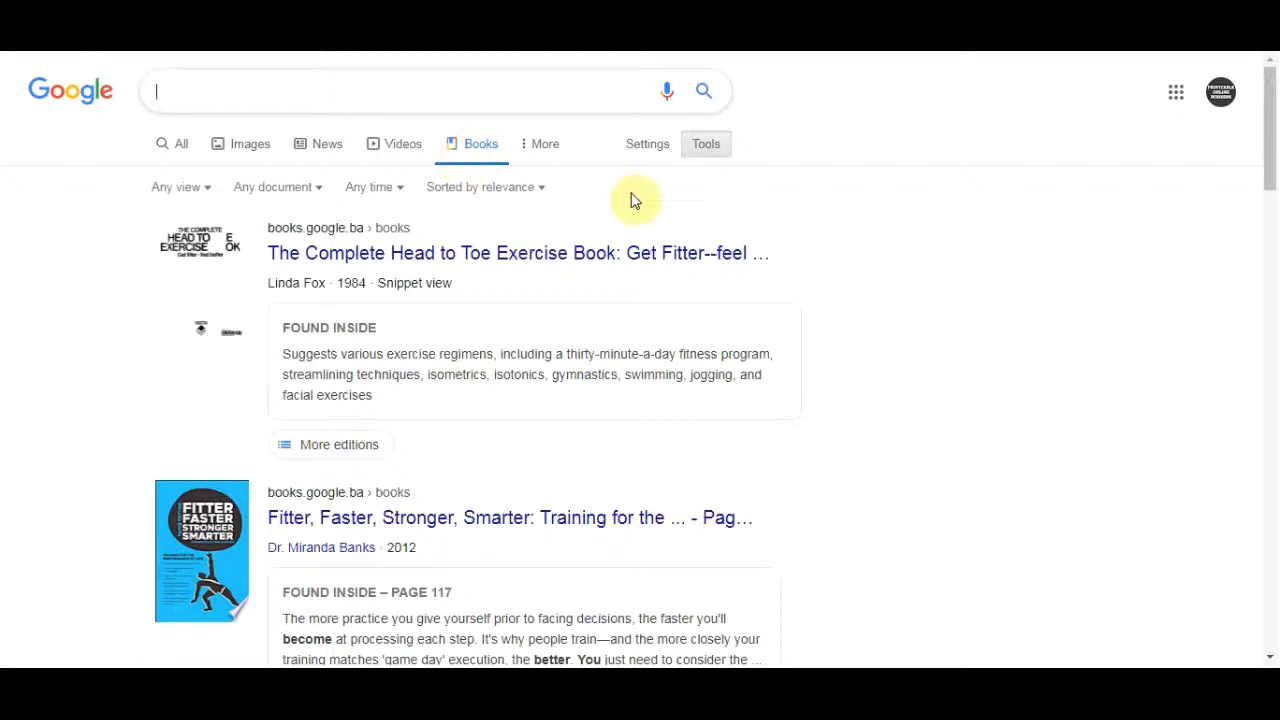 Google
All Images News Videos Books More Settings Tools
Any view Any document Any time Sorted by relevance
books.google.ba › books
THE COMPLETE
HEAD TO E
EXERCISE OK
The Complete Head to Toe Exercise Book: Get Fitter--feel ...
Linda Fox · 1984 · Snippet view
FOUND INSIDE
Suggests various exercise regimens, including a thirty-minute-a-day fitness program,
streamlining techniques, isometrics, isotonics, gymnastics, swimming, jogging, and
facial exercises
More editions
books.google.ba › books
FITTER
FASTER
STRONGER
SMARTER
Fitter, Faster, Stronger, Smarter: Training for the ... - Pag...
Dr. Miranda Banks · 2012
FOUND INSIDE – PAGE 117
The more practice you give yourself prior to facing decisions, the faster you'll
become at processing each step. It's why people train—and the more closely your
training matches 'game day' execution, the better. You just need to consider the ...